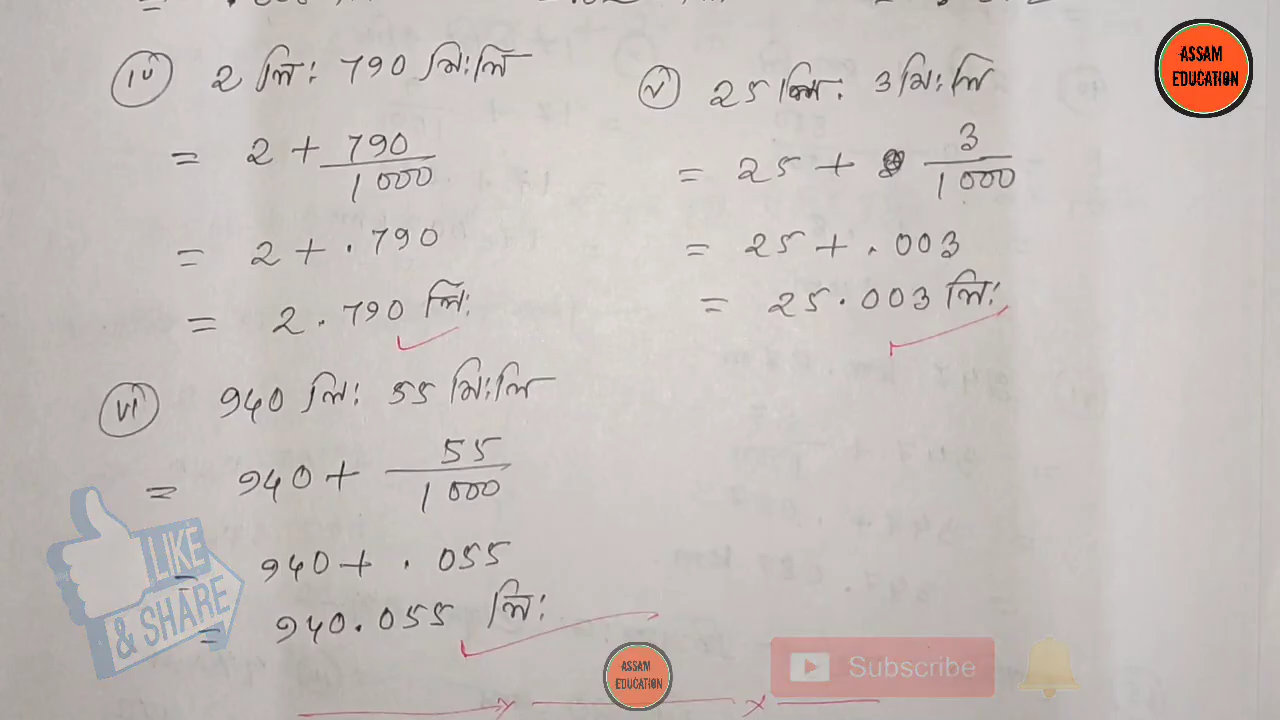 iv) 2 লি: 790 মি:লি
= 2 + 790/1000
= 2 + .790
= 2.790 লি:
v) 25 লি: 3 মি:লি
= 25 + 3/1000
= 25 + .003
= 25.003 লি:
vi) 940 লি: 55 মি:লি
= 940 + 55/1000
= 940 + .055
= 940.055 লি:
ASSAM
EDUCATION
LIKE
& SHARE
ASSAM
EDUCATION
Subscribe